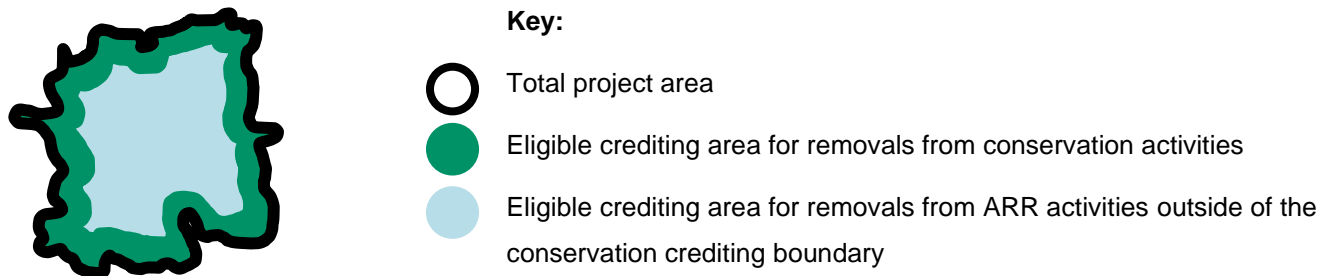 Key:
Total project area
Eligible crediting area for removals from conservation activities
Eligible crediting area for removals from ARR activities outside of the
conservation crediting boundary